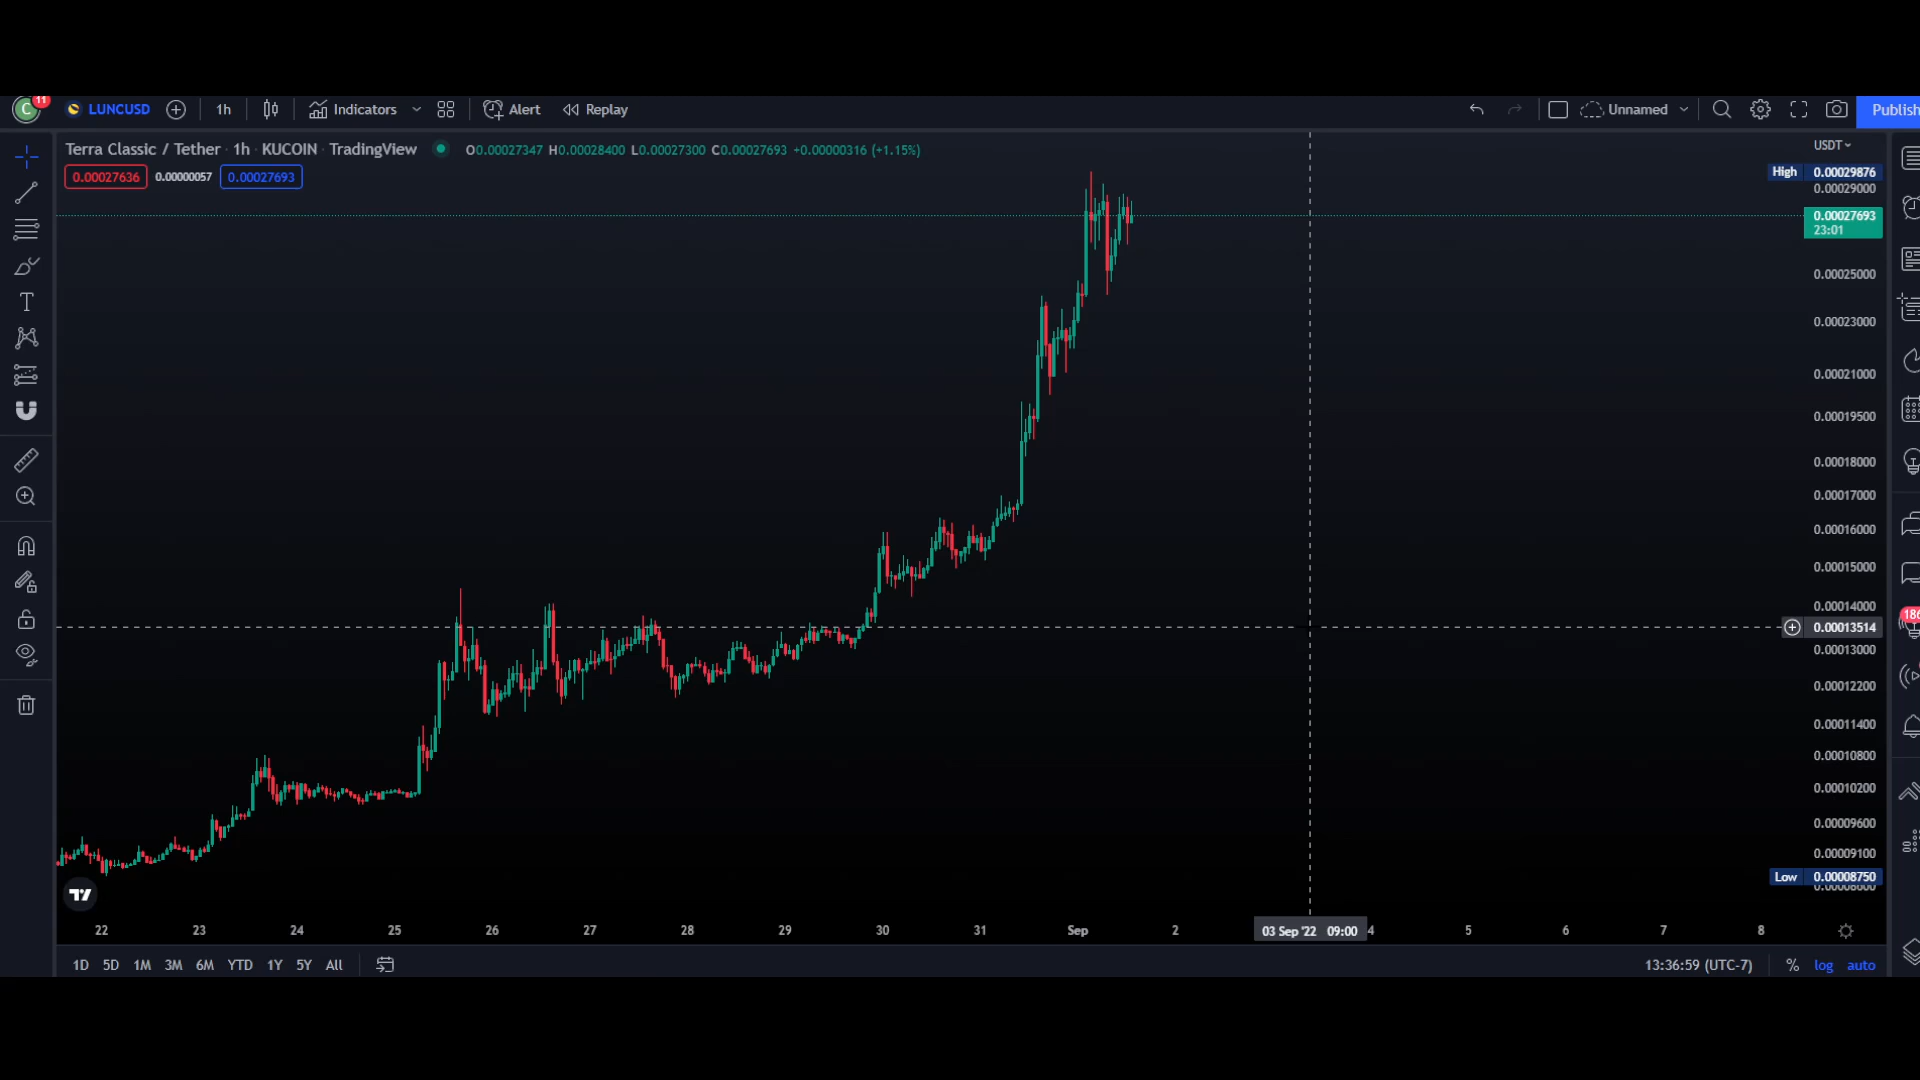 C 11 LUNCUSD 1h Indicators Alert Replay Unnamed Publish
Terra Classic / Tether · 1h · KUCOIN · TradingView O0.00027347 H0.00028400 L0.00027300 C0.00027693 +0.00000316 (+1.15%)
0.00027636 0.00000057 0.00027693
USDT
High 0.00029876
0.00029000
0.00027693
23:01
0.00025000
0.00023000
0.00021000
0.00019500
0.00018000
0.00017000
0.00016000
0.00015000
0.00014000
186
0.00013514
0.00013000
0.00012200
0.00011400
0.00010800
0.00010200
0.00009600
0.00009100
Low 0.00008750
0.00008600
22 23 24 25 26 27 28 29 30 31 Sep 2 03 Sep '22 09:00 4 5 6 7 8
1D 5D 1M 3M 6M YTD 1Y 5Y All 13:36:59 (UTC-7) % log auto